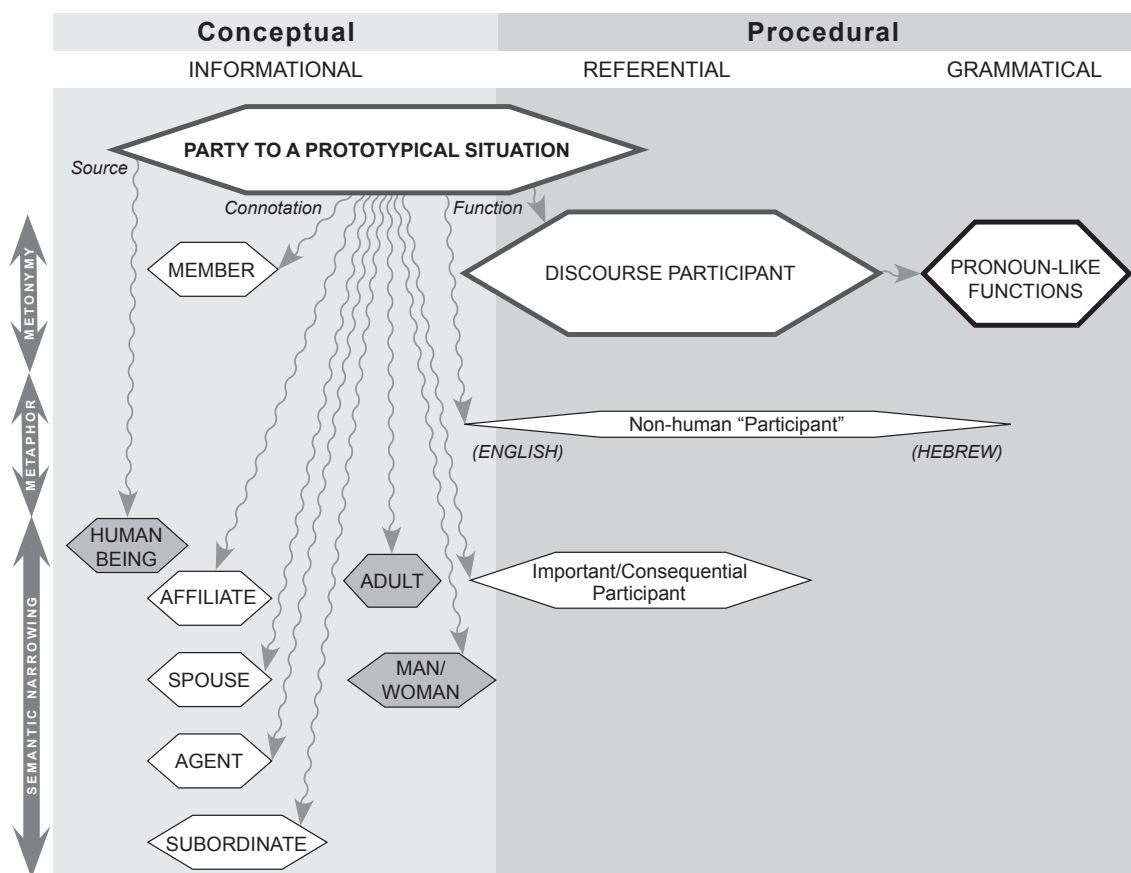 Conceptual
Procedural
INFORMATIONAL
REFERENTIAL
GRAMMATICAL
PARTY TO A PROTOTYPICAL SITUATION
Source
Connotation
Function
METONYMY
MEMBER
DISCOURSE PARTICIPANT
PRONOUN-LIKE
FUNCTIONS
METAPHOR
Non-human “Participant”
(ENGLISH)
(HEBREW)
SEMANTIC NARROWING
HUMAN
BEING
AFFILIATE
ADULT
Important/Consequential
Participant
SPOUSE
MAN/
WOMAN
AGENT
SUBORDINATE